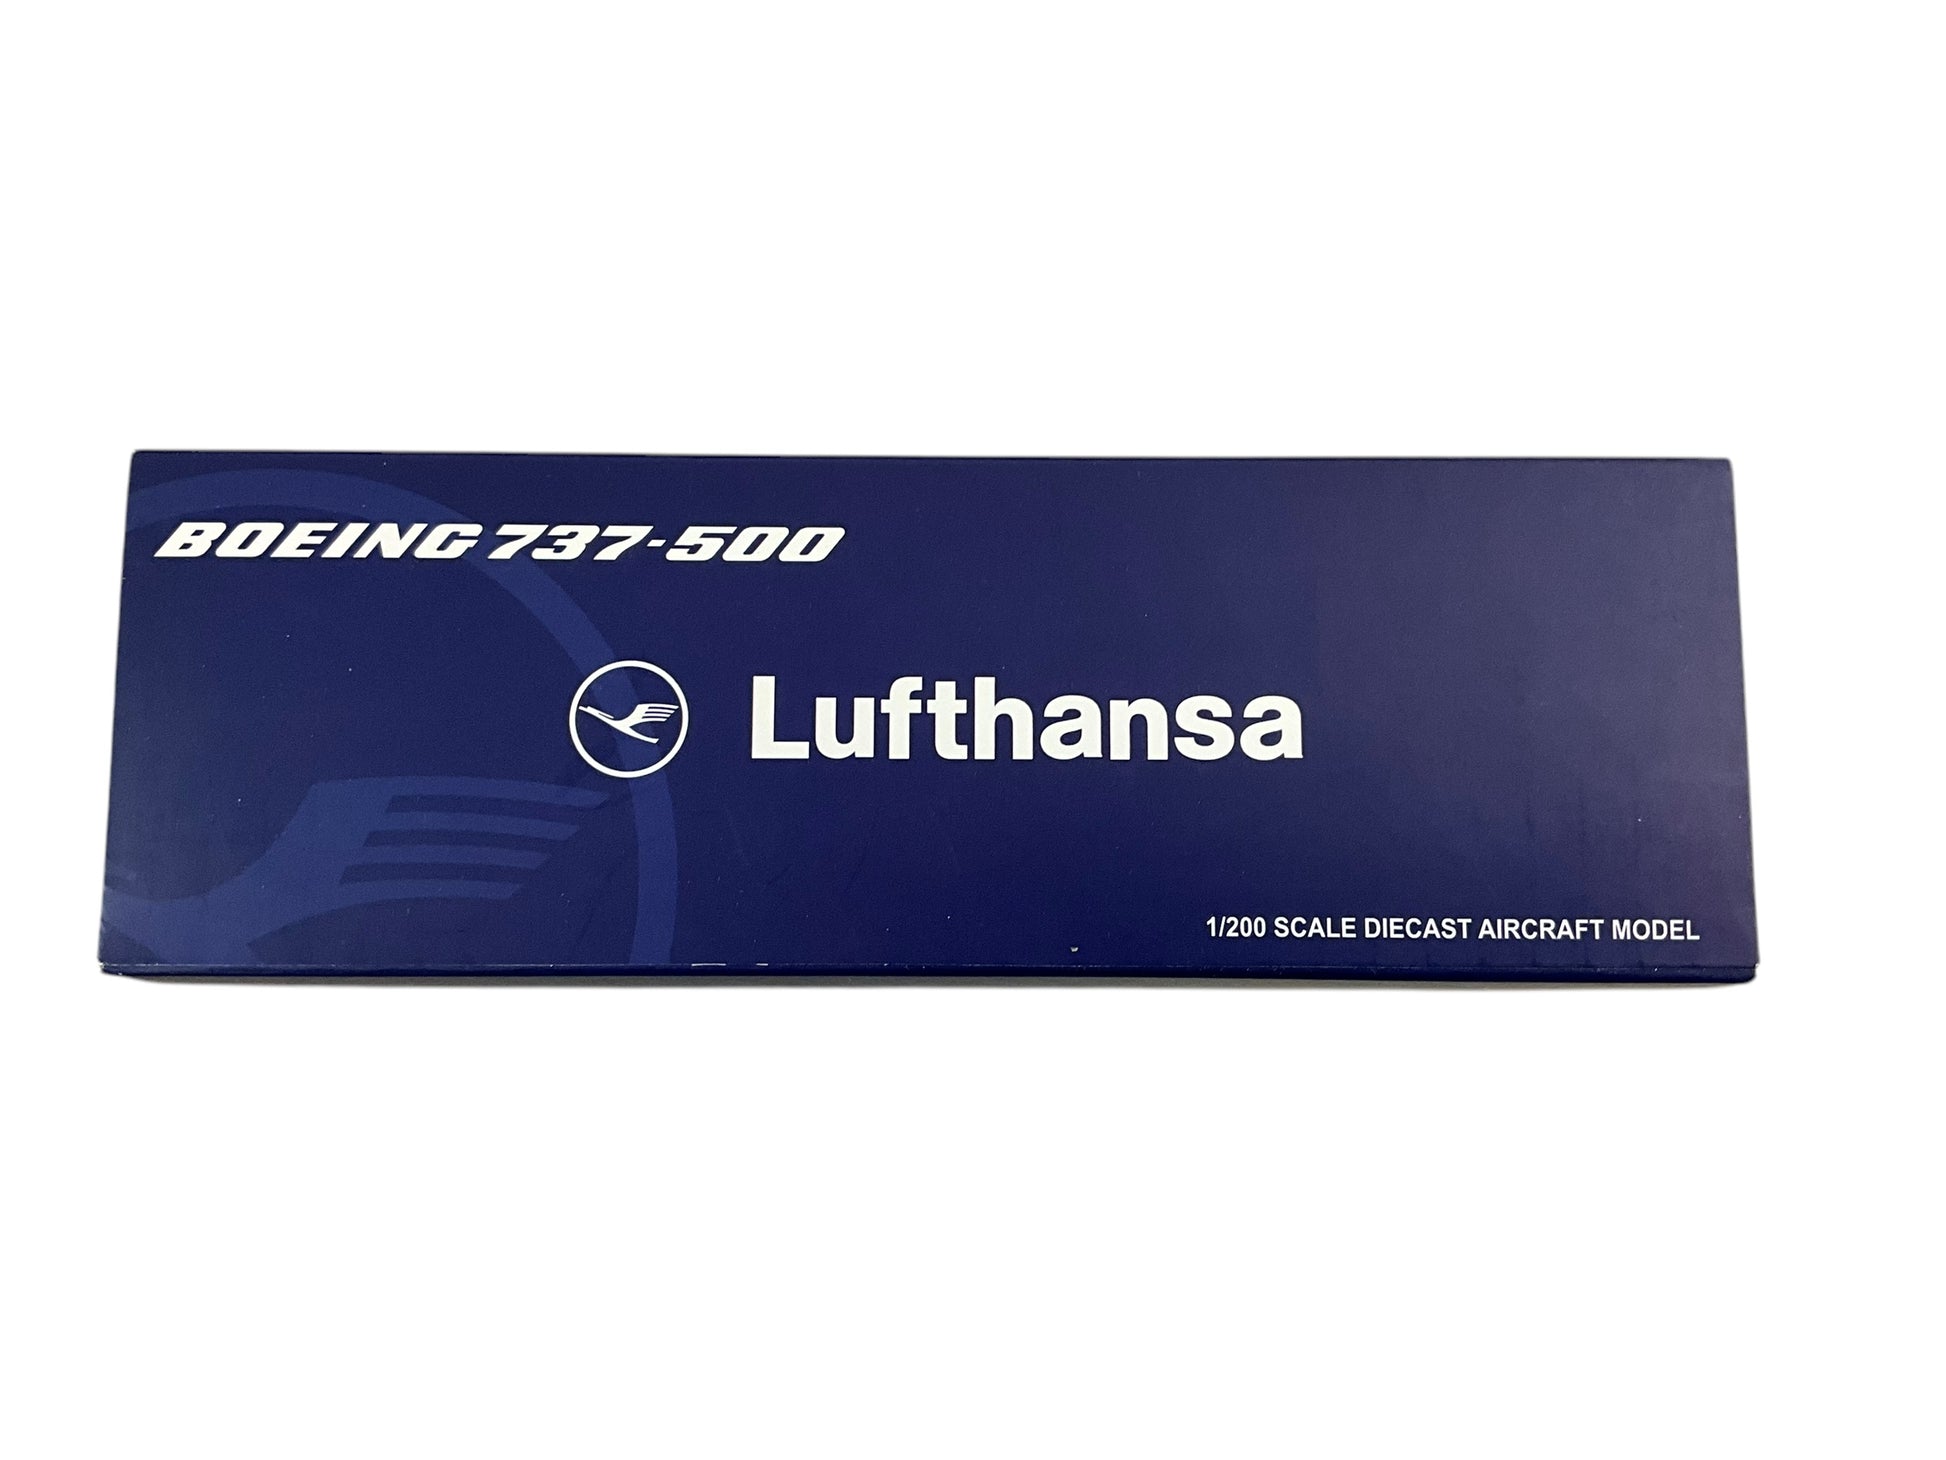 BOEING 737-500
Lufthansa
1/200 SCALE DIECAST AIRCRAFT MODEL